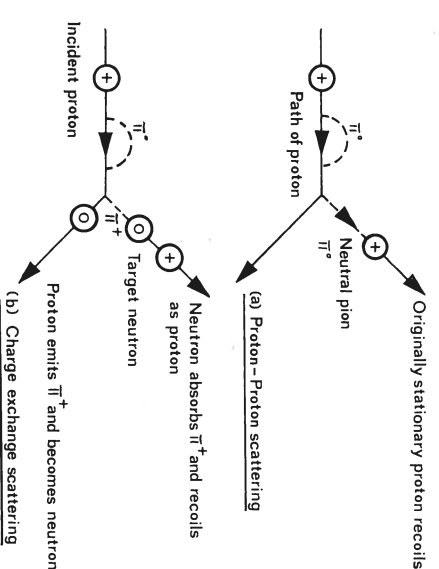 Originally stationary proton recoils
π°
+
Neutral pion
π°
+
Path of proton
(a) Proton-Proton scattering
Neutron absorbs π⁺ and recoils
as proton
+
π°
O
Target neutron
π⁺
+
O
Incident proton
Proton emits π⁺ and becomes neutron
(b) Charge exchange scattering